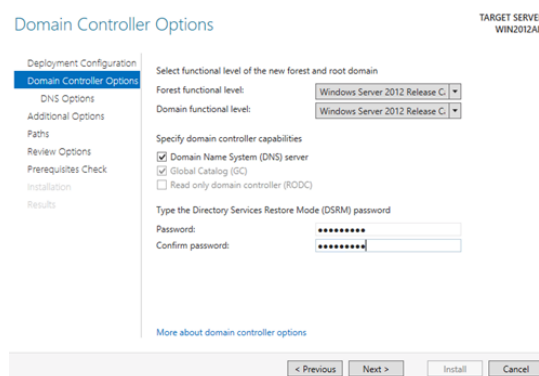 Domain Controller Options
TARGET SERVER
WIN2012A
Deployment Configuration
Domain Controller Options
DNS Options
Additional Options
Paths
Review Options
Prerequisites Check
Installation
Results
Select functional level of the new forest and root domain
Forest functional level:
Windows Server 2012 Release C
Domain functional level:
Windows Server 2012 Release C
Specify domain controller capabilities
Domain Name System (DNS) server
Global Catalog (GC)
Read only domain controller (RODC)
Type the Directory Services Restore Mode (DSRM) password
Password:
•••••••••
Confirm password:
•••••••••
More about domain controller options
< Previous
Next >
Install
Cancel